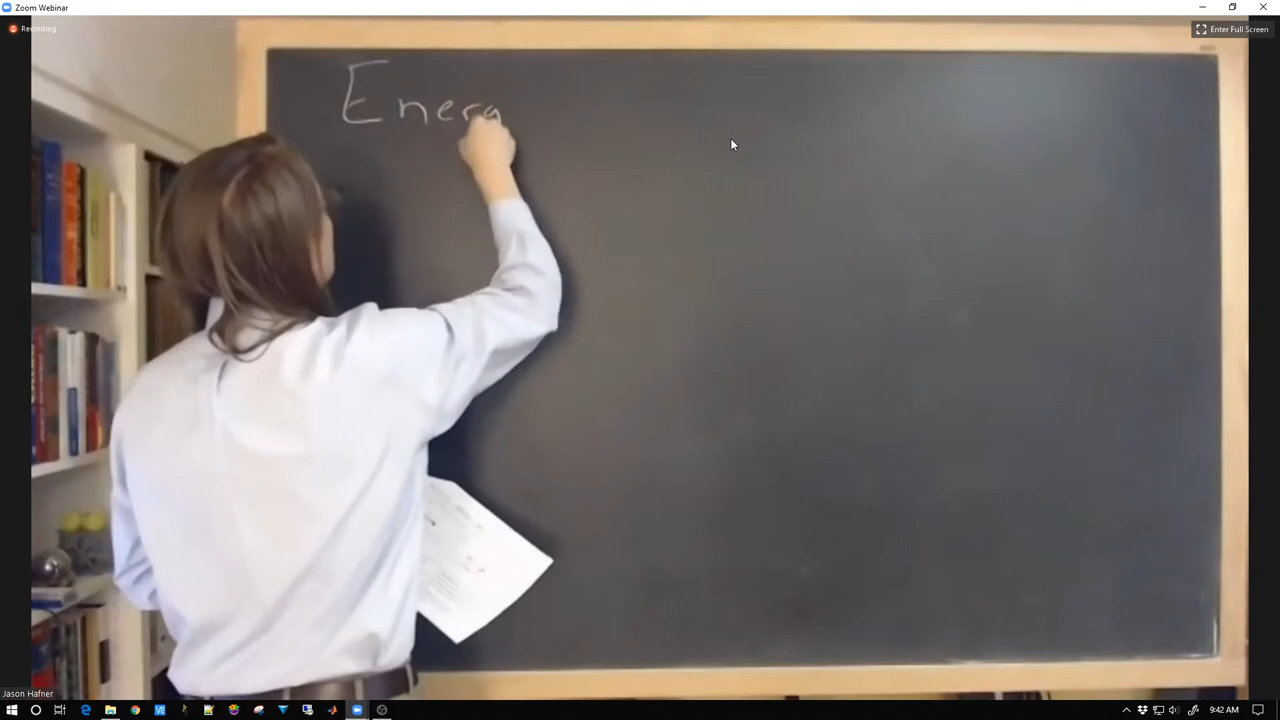 Zoom Webinar
Recording
Enter Full Screen
Energ
Jason Hafner
9:42 AM